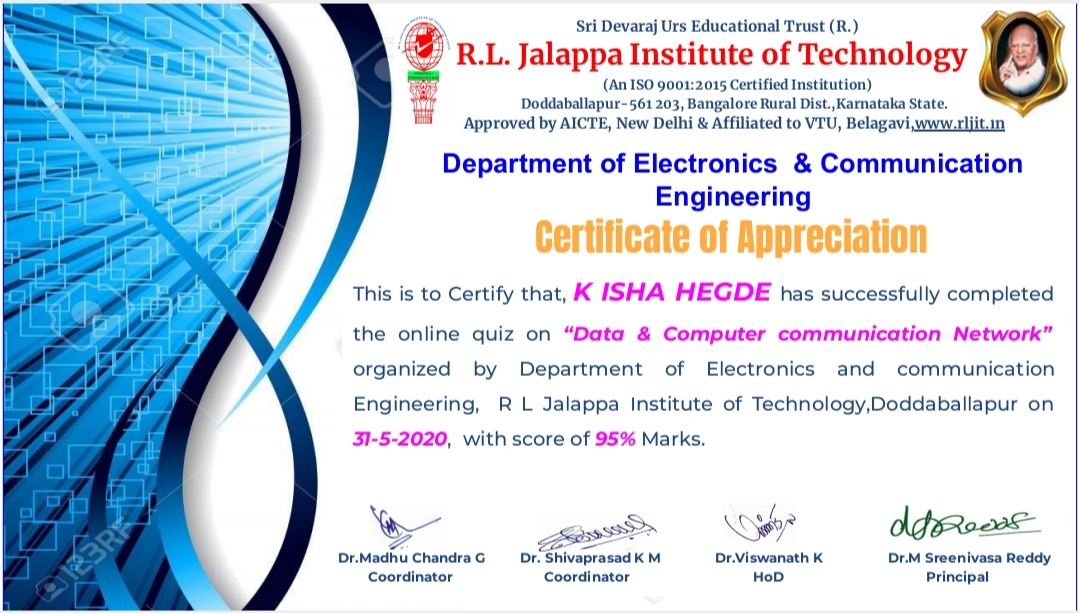 Sri Devaraj Urs Educational Trust (R.)
R.L. Jalappa Institute of Technology
(An ISO 9001:2015 Certified Institution)
Doddaballapur-561 203, Bangalore Rural Dist.,Karnataka State.
Approved by AICTE, New Delhi & Affiliated to VTU, Belagavi,www.rljit.in
Department of Electronics & Communication
Engineering
Certificate of Appreciation
This is to Certify that, K ISHA HEGDE has successfully completed
the online quiz on “Data & Computer communication Network”
organized by Department of Electronics and communication
Engineering, R L Jalappa Institute of Technology,Doddaballapur on
31-5-2020, with score of 95% Marks.
Dr.Madhu Chandra G
Coordinator
Dr. Shivaprasad K M
Coordinator
Dr.Viswanath K
HoD
Dr.M Sreenivasa Reddy
Principal
123RF